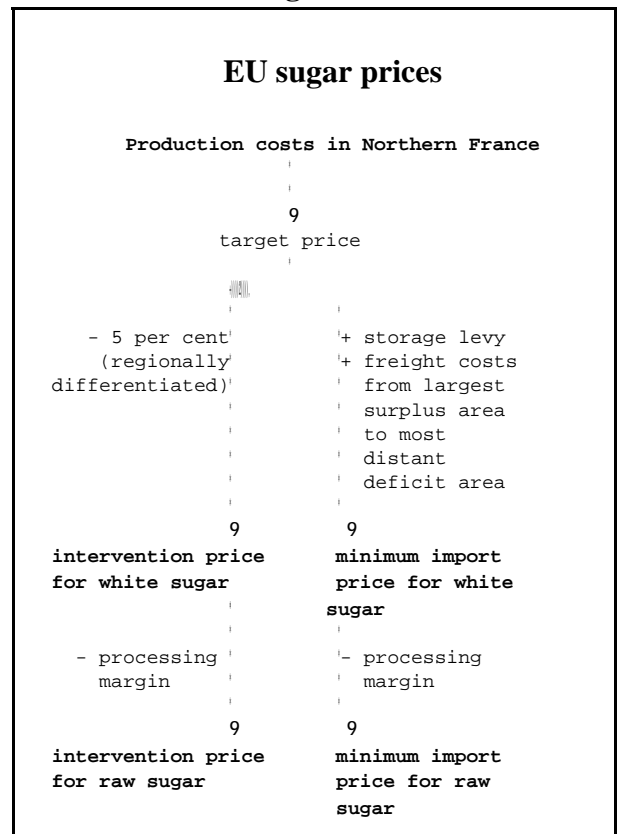 EU sugar prices
Production costs in Northern France
9
target price
- 5 per cent
(regionally
differentiated)
+ storage levy
+ freight costs
from largest
surplus area
to most
distant
deficit area
9 9
intervention price
for white sugar
minimum import
price for white
sugar
- processing
margin
- processing
margin
9 9
intervention price
for raw sugar
minimum import
price for raw
sugar